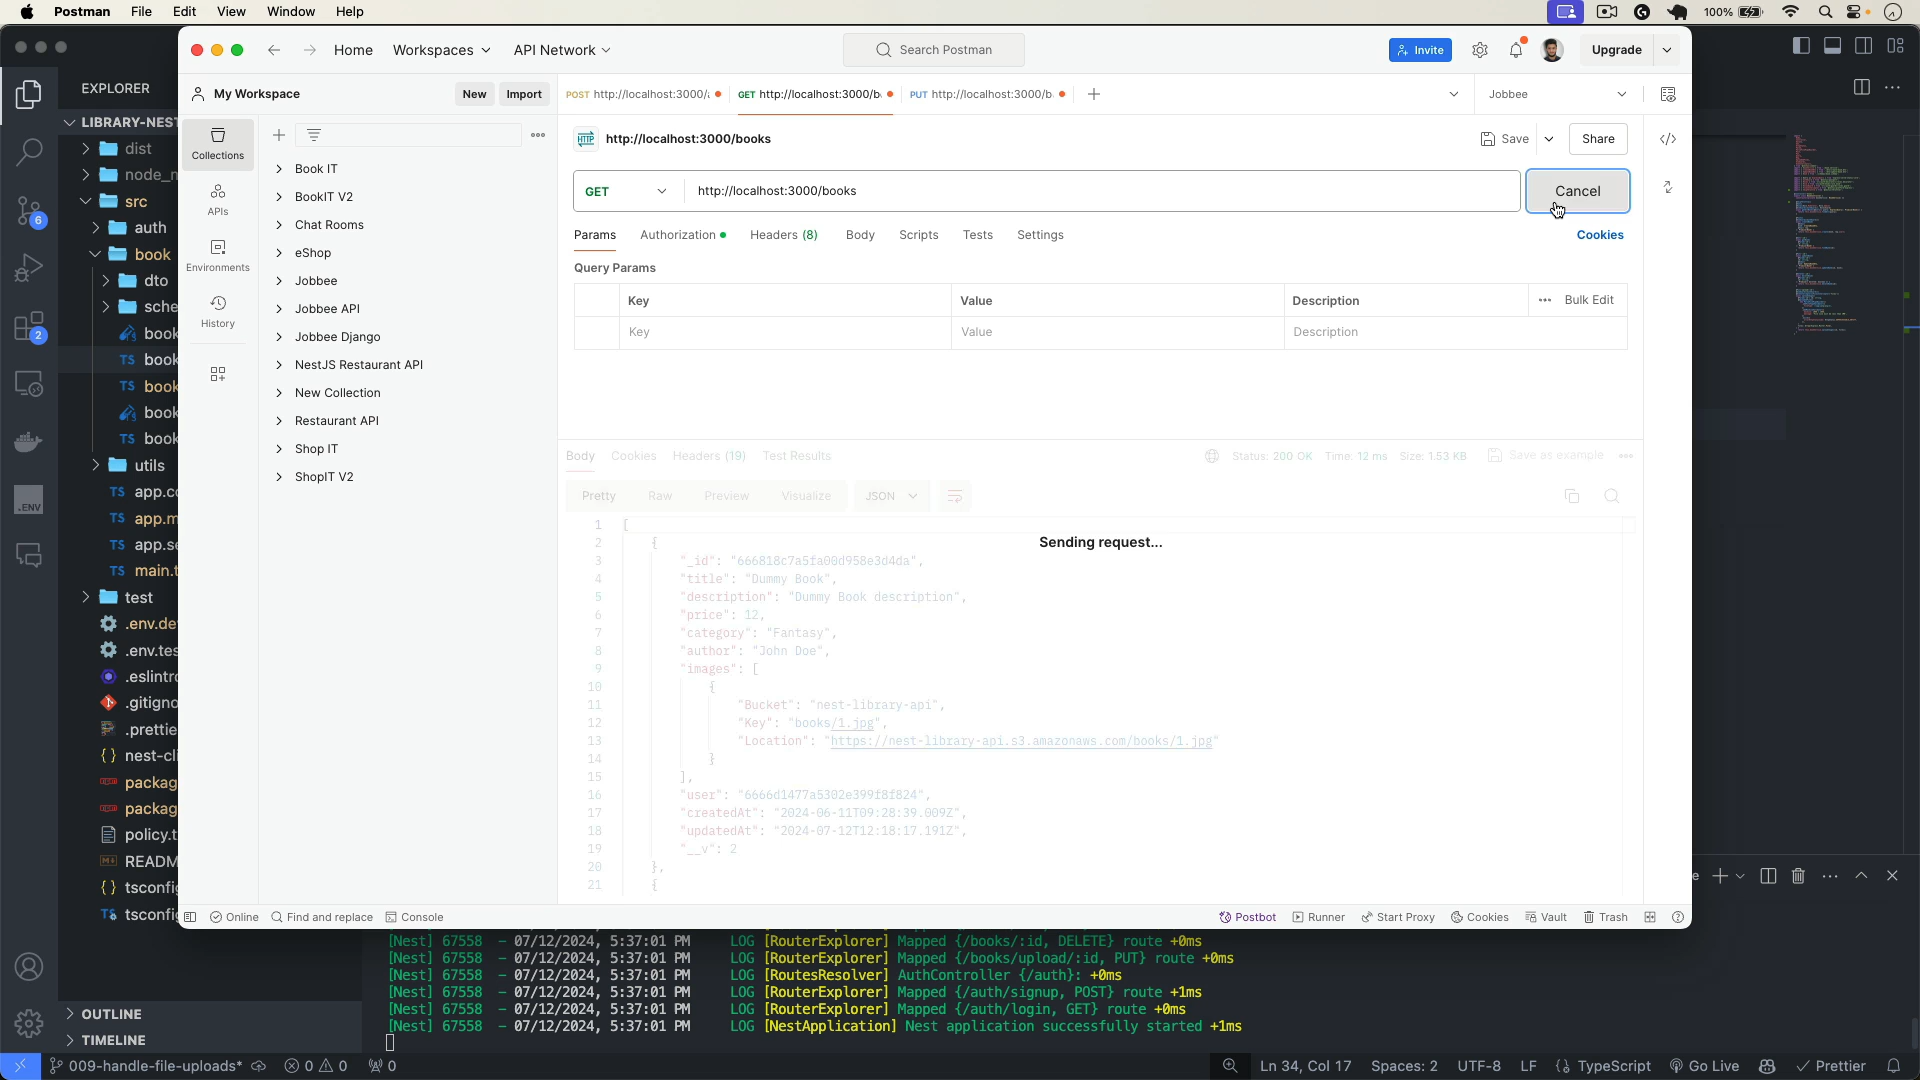 Postman File Edit View Window Help
100%
Home Workspaces API Network
Search Postman
Invite
Upgrade
EXPLORER
My Workspace
New Import
POST http://localhost:3000/
GET http://localhost:3000/b
PUT http://localhost:3000/b
Jobbee
LIBRARY-NEST
dist
node_n
src
auth
book
dto
sche
book
TS book
TS book
book
TS book
utils
TS app.co
TS app.m
TS app.se
TS main.t
test
.env.de
.env.tes
.eslintrc
.gitigno
.prettie
nest-cli
packag
packag
policy.t
READM
tsconfig
tsconfig
OUTLINE
TIMELINE
6
2
.ENV
Collections
APIs
Environments
History
Book IT
BookIT V2
Chat Rooms
eShop
Jobbee
Jobbee API
Jobbee Django
NestJS Restaurant API
New Collection
Restaurant API
Shop IT
ShopIT V2
HTTP http://localhost:3000/books
Save
Share
GET http://localhost:3000/books
Cancel
Params Authorization Headers (8) Body Scripts Tests Settings
Cookies
Query Params
Key Value Description Bulk Edit
Key Value Description
Body Cookies Headers (19) Test Results
Status: 200 OK Time: 12 ms Size: 1.53 KB Save as example
Pretty Raw Preview Visualize JSON
Sending request...
1 [
2 {
3 "_id": "666818c7a5fa00d958e3d4da",
4 "title": "Dummy Book",
5 "description": "Dummy Book description",
6 "price": 12,
7 "category": "Fantasy",
8 "author": "John Doe",
9 "images": [
10 {
11 "Bucket": "nest-library-api",
12 "Key": "books/1.jpg",
13 "Location": "https://nest-library-api.s3.amazonaws.com/books/1.jpg"
14 }
15 ],
16 "user": "6666d1477a5302e399f8f824",
17 "createdAt": "2024-06-11T09:28:39.009Z",
18 "updatedAt": "2024-07-12T12:18:17.191Z",
19 "__v": 2
20 },
21 {
Online Find and replace Console
Postbot Runner Start Proxy Cookies Vault Trash
[Nest] 67558 - 07/12/2024, 5:37:01 PM LOG [RouterExplorer] Mapped {/books/:id, DELETE} route +0ms
[Nest] 67558 - 07/12/2024, 5:37:01 PM LOG [RouterExplorer] Mapped {/books/upload/:id, PUT} route +0ms
[Nest] 67558 - 07/12/2024, 5:37:01 PM LOG [RoutesResolver] AuthController {/auth}: +0ms
[Nest] 67558 - 07/12/2024, 5:37:01 PM LOG [RouterExplorer] Mapped {/auth/signup, POST} route +1ms
[Nest] 67558 - 07/12/2024, 5:37:01 PM LOG [RouterExplorer] Mapped {/auth/login, GET} route +0ms
[Nest] 67558 - 07/12/2024, 5:37:01 PM LOG [NestApplication] Nest application successfully started +1ms
009-handle-file-uploads* 0 0 0
Ln 34, Col 17 Spaces: 2 UTF-8 LF {} TypeScript Go Live Prettier